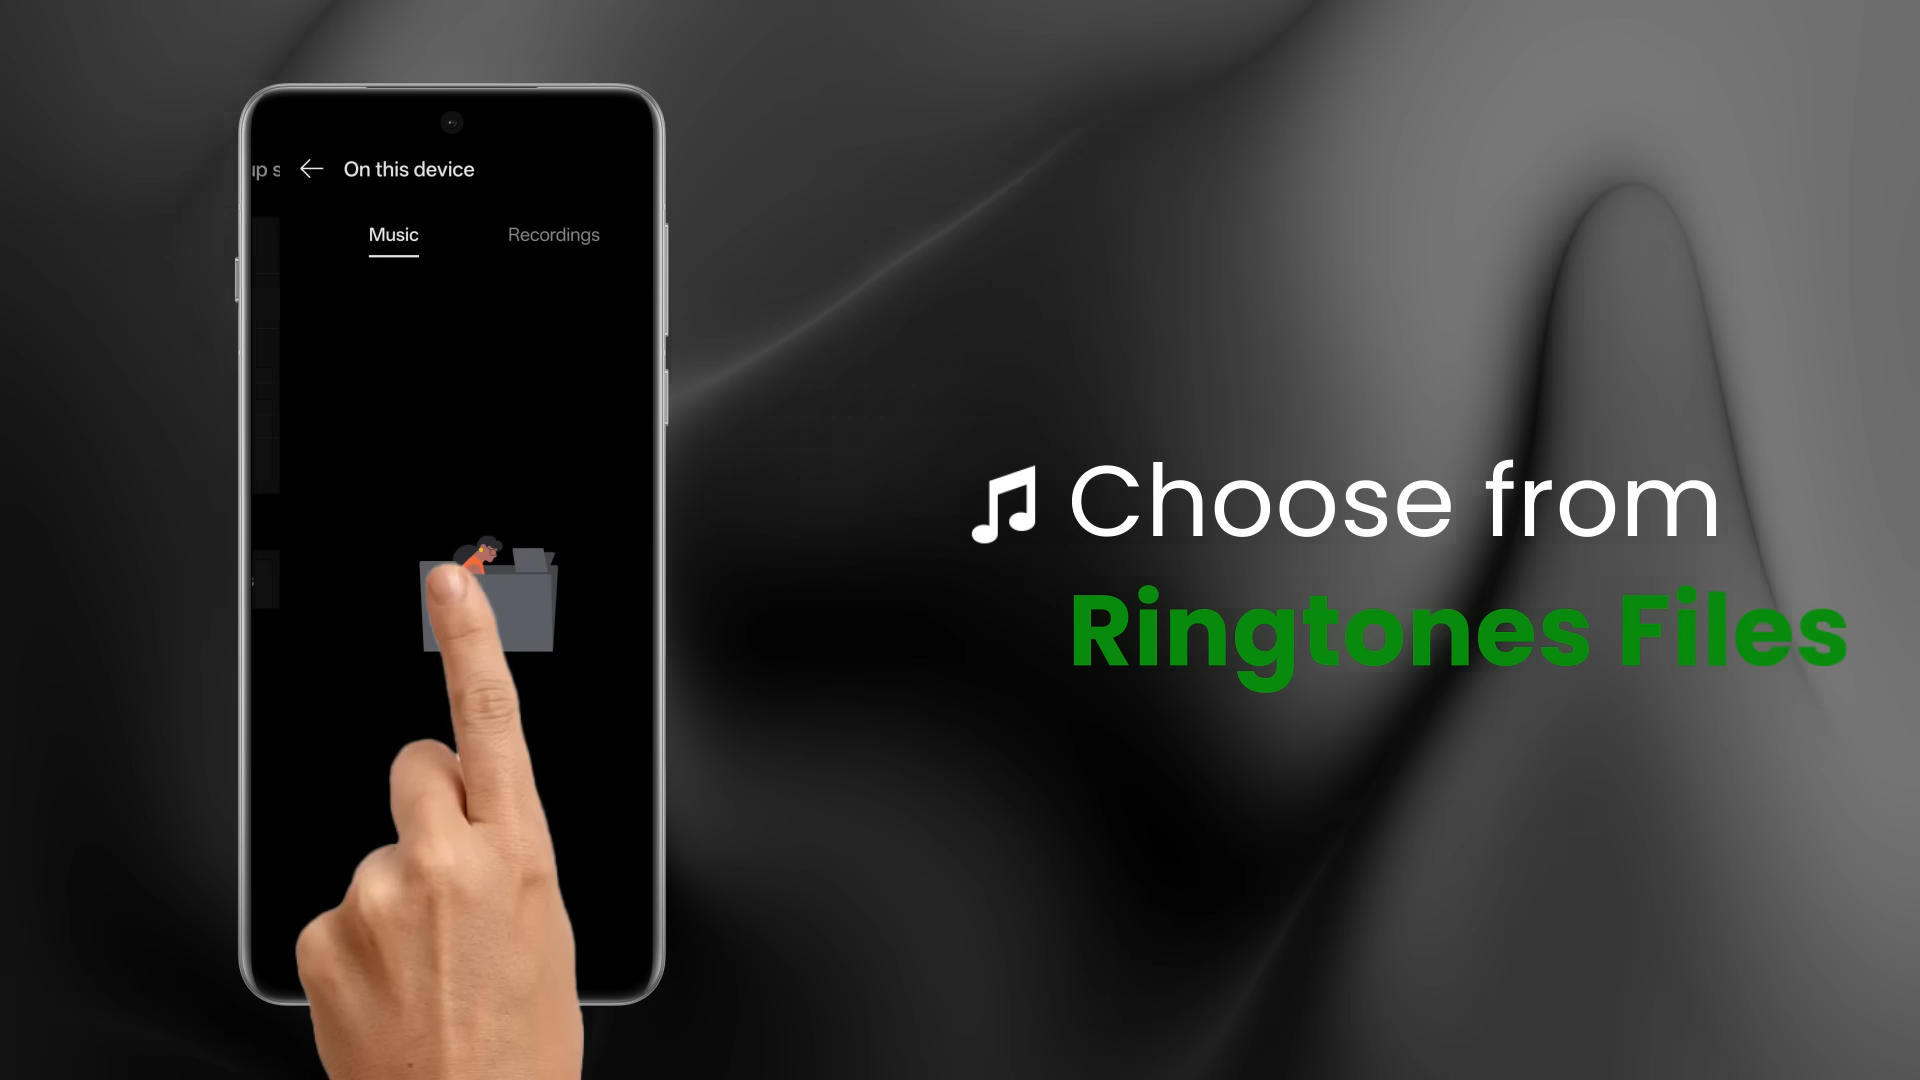 On this device
Music Recordings
Choose from
Ringtones Files